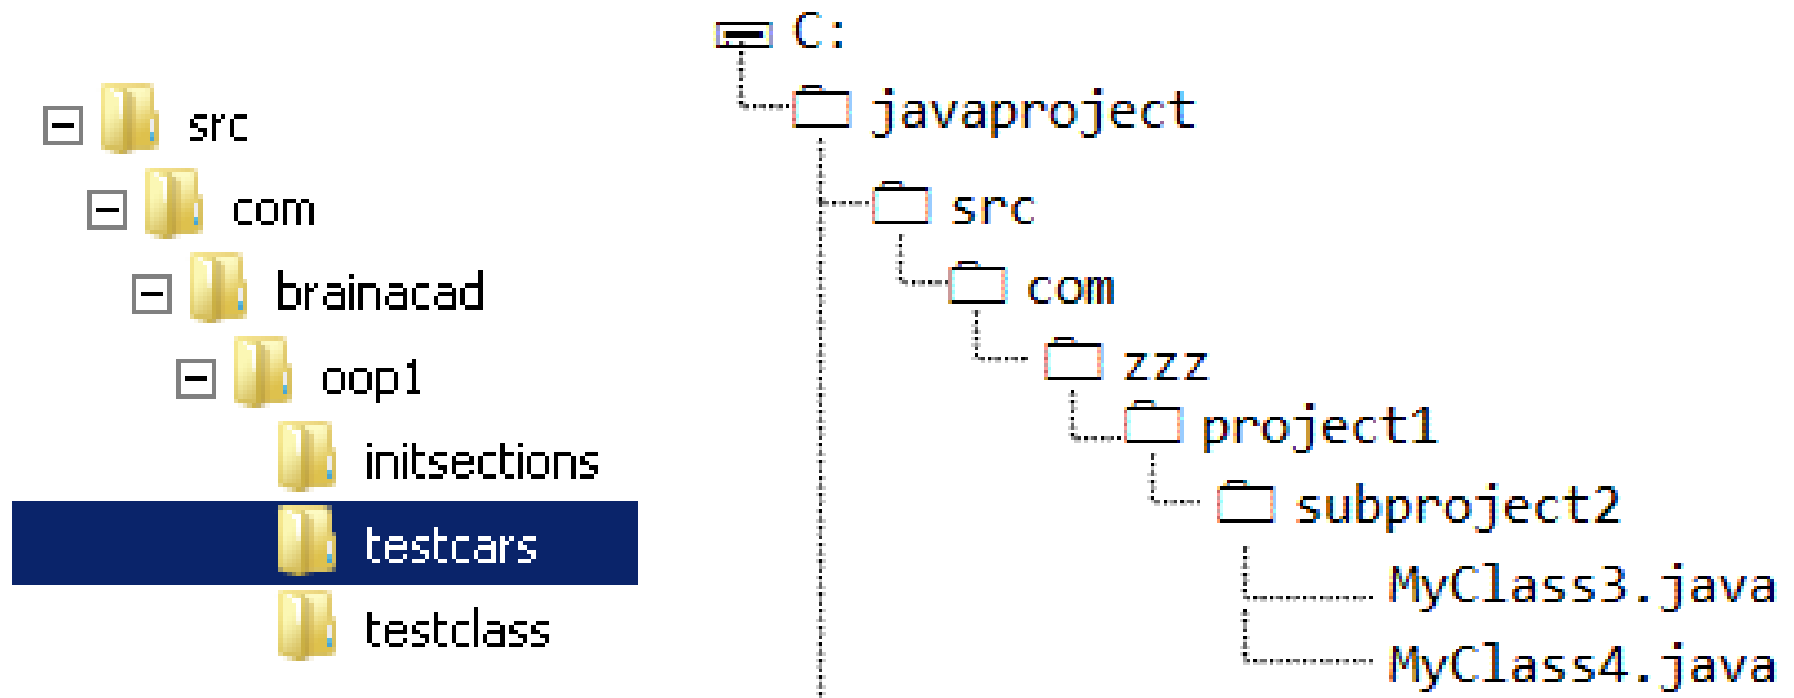 src
com
brainacad
oop1
initsections
testcars
testclass
C:
javaproject
src
com
zzz
project1
subproject2
MyClass3.java
MyClass4.java